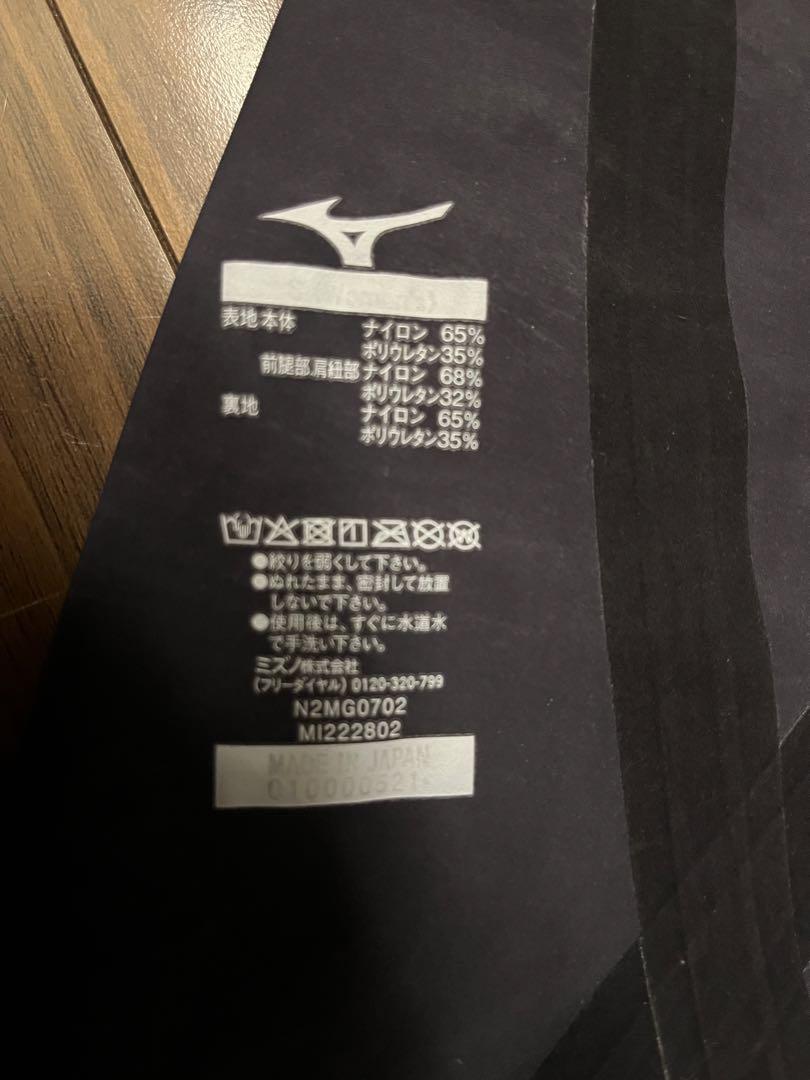 表地 本体 ナイロン 65%
ポリウレタン35%
前腿部.肩紐部 ナイロン 68%
ポリウレタン32%
裏地 ナイロン 65%
ポリウレタン35%
●絞りを弱くして下さい。
●ぬれたまま、密封して放置
しないで下さい。
●使用後は、すぐに水道水
で手洗い下さい。
ミズノ株式会社
(フリーダイヤル) 0120-320-799
N2MG0702
MI222802
MADE IN JAPAN